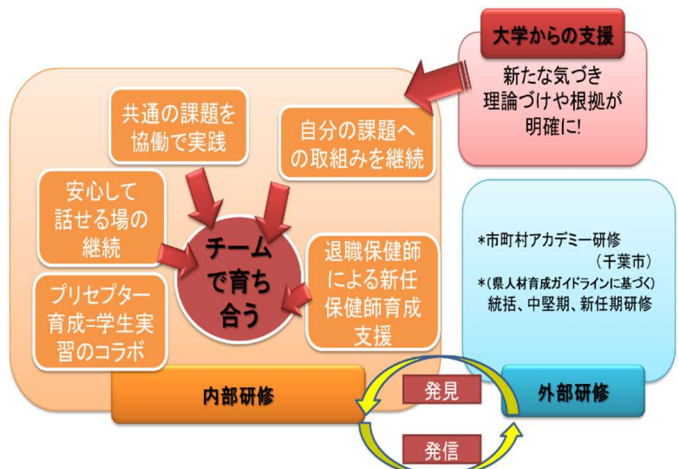 大学からの支援
新たな気づき
理論づけや根拠が
明確に!
共通の課題を
協働で実践
自分の課題へ
の取組みを継続
安心して
話せる場の
継続
チーム
で育ち
合う
退職保健師
による新任
保健師育成
支援
プリセプター
育成=学生実
習のコラボ
内部研修
*市町村アカデミー研修
(千葉市)
*(県人材育成ガイドラインに基づく)
統括、中堅期、新任期研修
外部研修
発見
発信